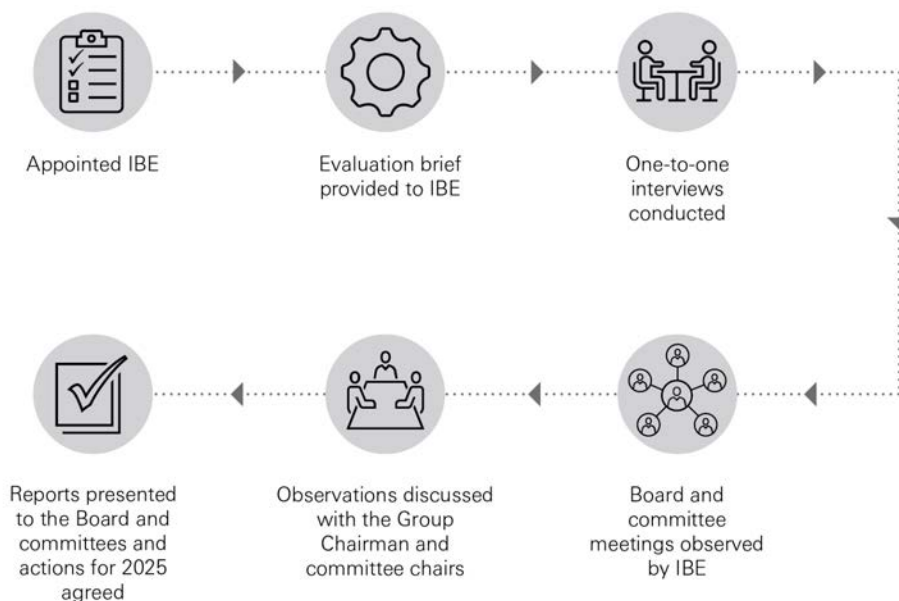 Appointed IBE
Evaluation brief
provided to IBE
One-to-one
interviews
conducted
Board and
committee
meetings observed
by IBE
Observations discussed
with the Group
Chairman and
committee chairs
Reports presented
to the Board and
committees and
actions for 2025
agreed